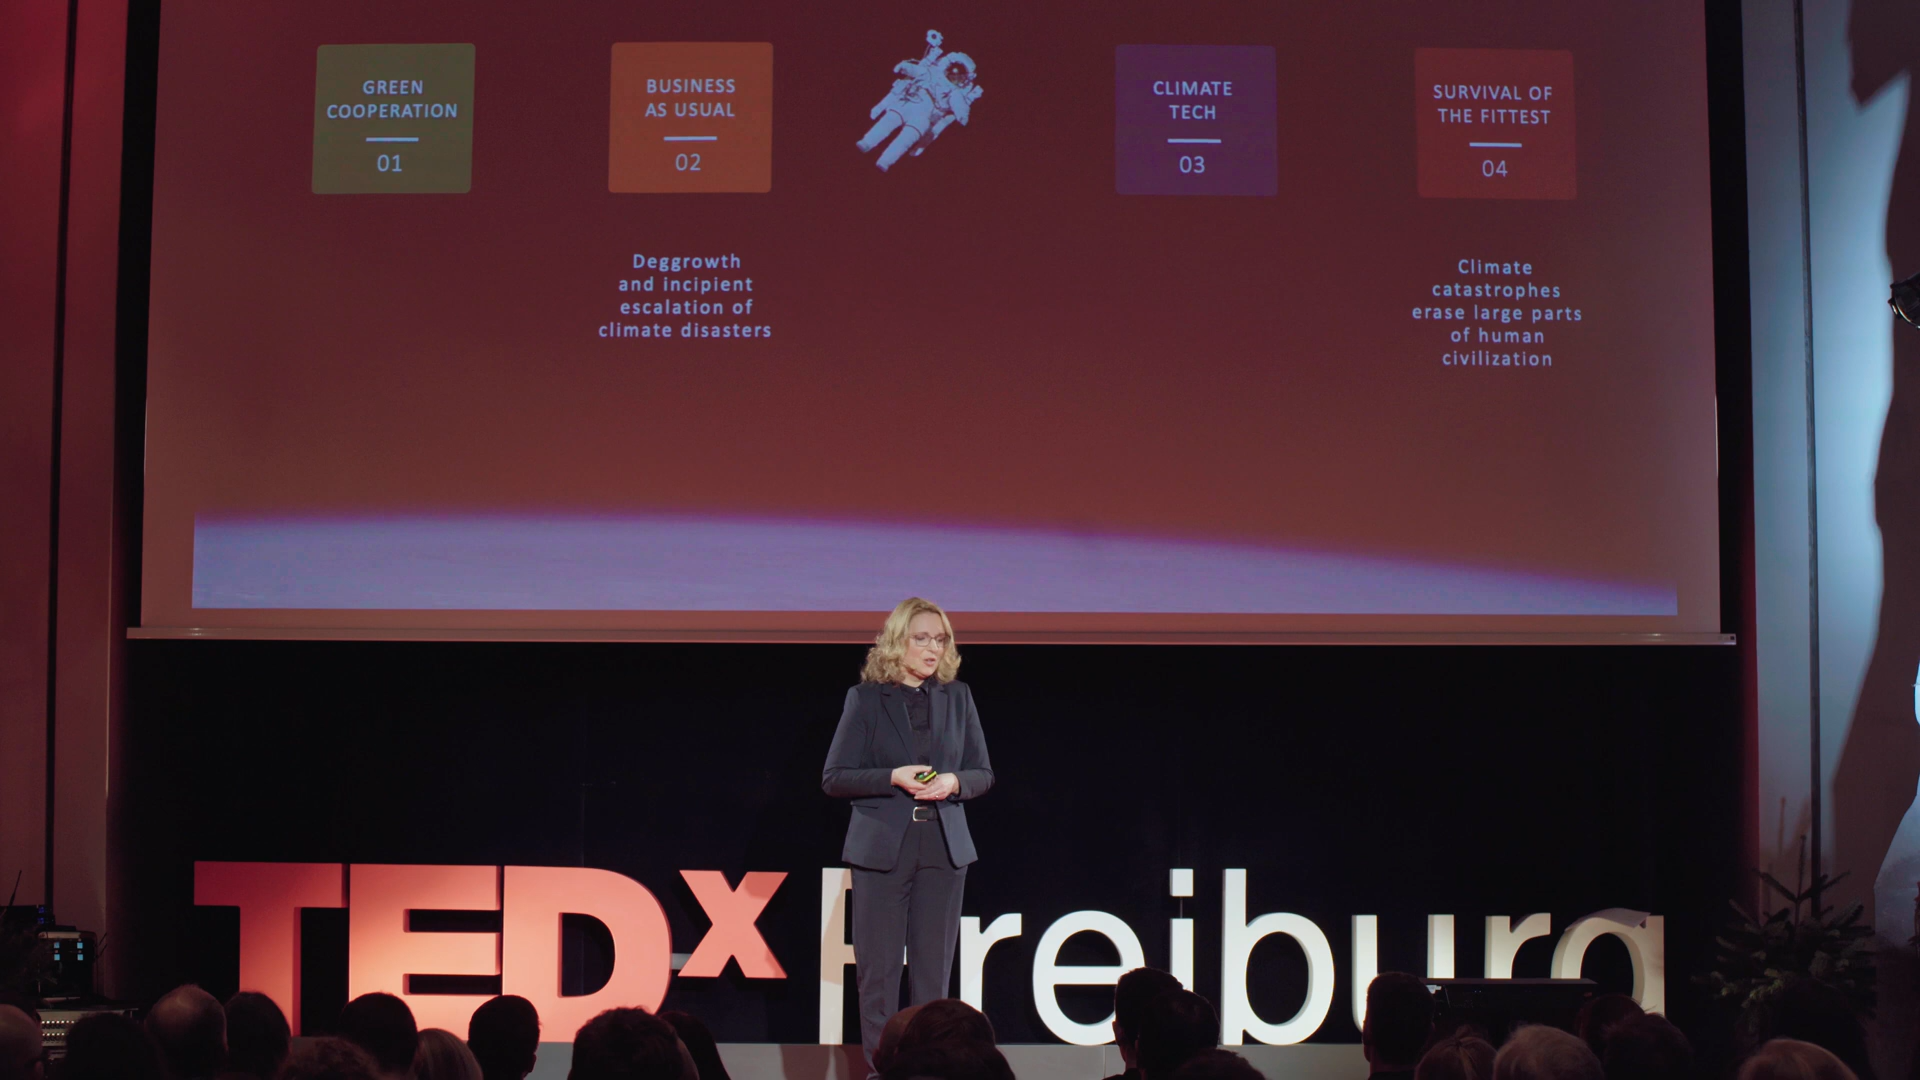 GREEN
COOPERATION
01
BUSINESS
AS USUAL
02
CLIMATE
TECH
03
SURVIVAL OF
THE FITTEST
04
Deggrowth
and incipient
escalation of
climate disasters
Climate
catastrophes
erase large parts
of human
civilization
TEDx Freiburg